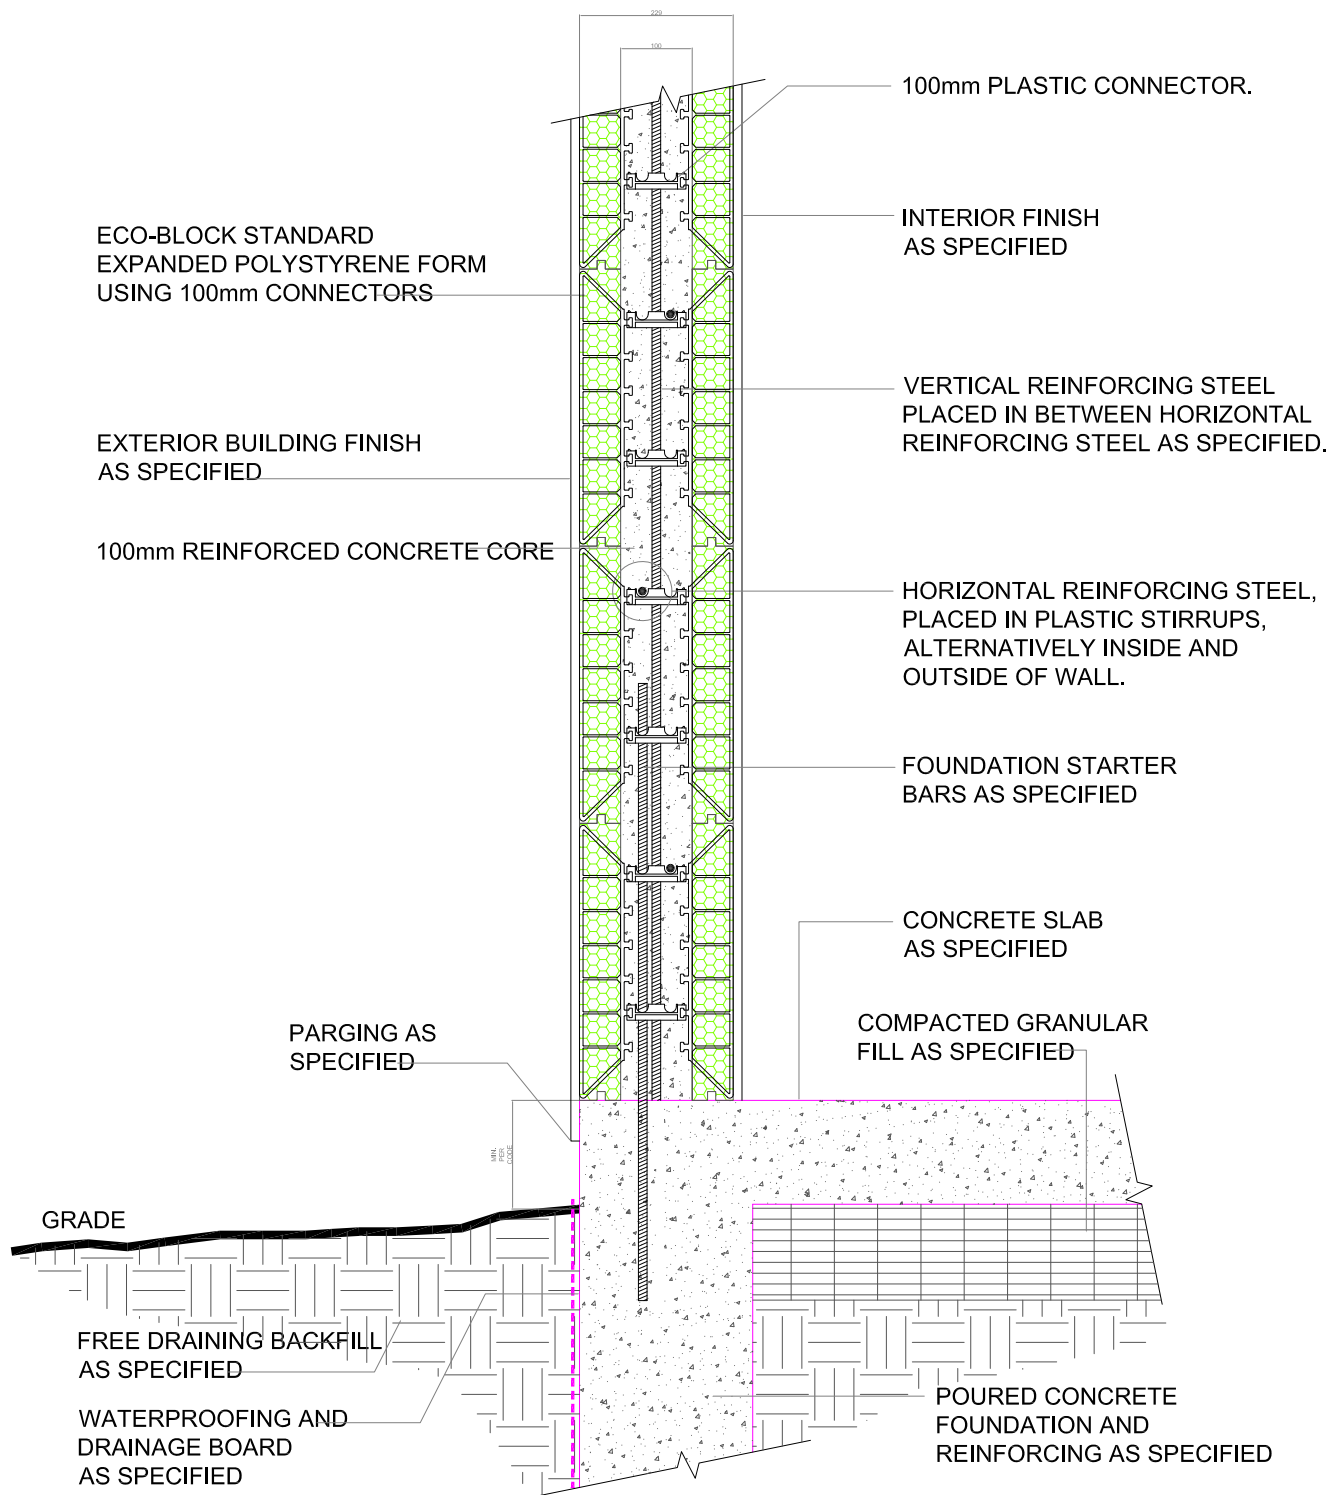 229
100
100mm PLASTIC CONNECTOR.
INTERIOR FINISH
AS SPECIFIED
ECO-BLOCK STANDARD
EXPANDED POLYSTYRENE FORM
USING 100mm CONNECTORS
VERTICAL REINFORCING STEEL
PLACED IN BETWEEN HORIZONTAL
REINFORCING STEEL AS SPECIFIED.
EXTERIOR BUILDING FINISH
AS SPECIFIED
100mm REINFORCED CONCRETE CORE
HORIZONTAL REINFORCING STEEL,
PLACED IN PLASTIC STIRRUPS,
ALTERNATIVELY INSIDE AND
OUTSIDE OF WALL.
FOUNDATION STARTER
BARS AS SPECIFIED
CONCRETE SLAB
AS SPECIFIED
PARGING AS
SPECIFIED
COMPACTED GRANULAR
FILL AS SPECIFIED
MIN.
PER
CODE
GRADE
FREE DRAINING BACKFILL
AS SPECIFIED
WATERPROOFING AND
DRAINAGE BOARD
AS SPECIFIED
POURED CONCRETE
FOUNDATION AND
REINFORCING AS SPECIFIED